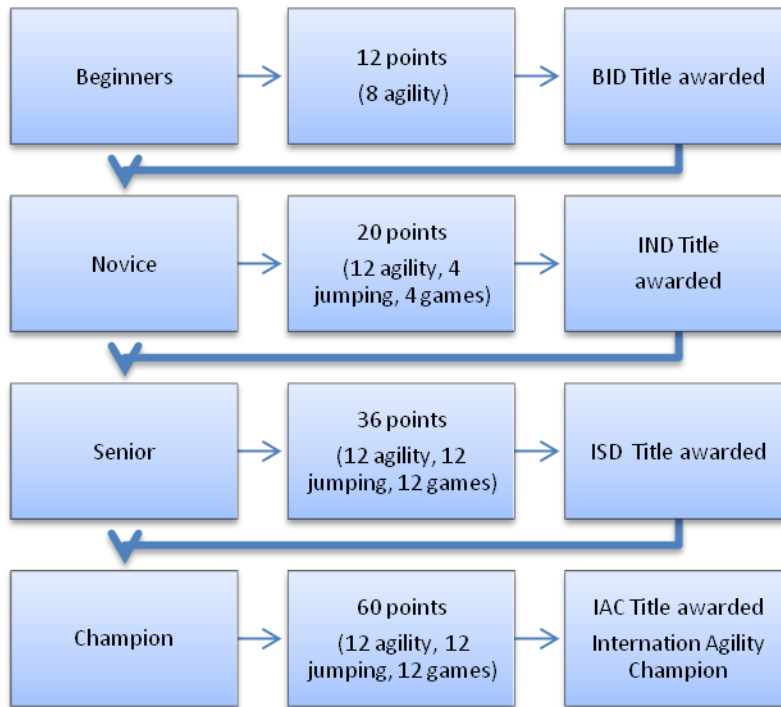 Beginners
12 points
(8 agility)
BID Title awarded
Novice
20 points
(12 agility, 4
jumping, 4 games)
IND Title
awarded
Senior
36 points
(12 agility, 12
jumping, 12 games)
ISD Title awarded
Champion
60 points
(12 agility, 12
jumping, 12 games)
IAC Title awarded
Internation Agility
Champion